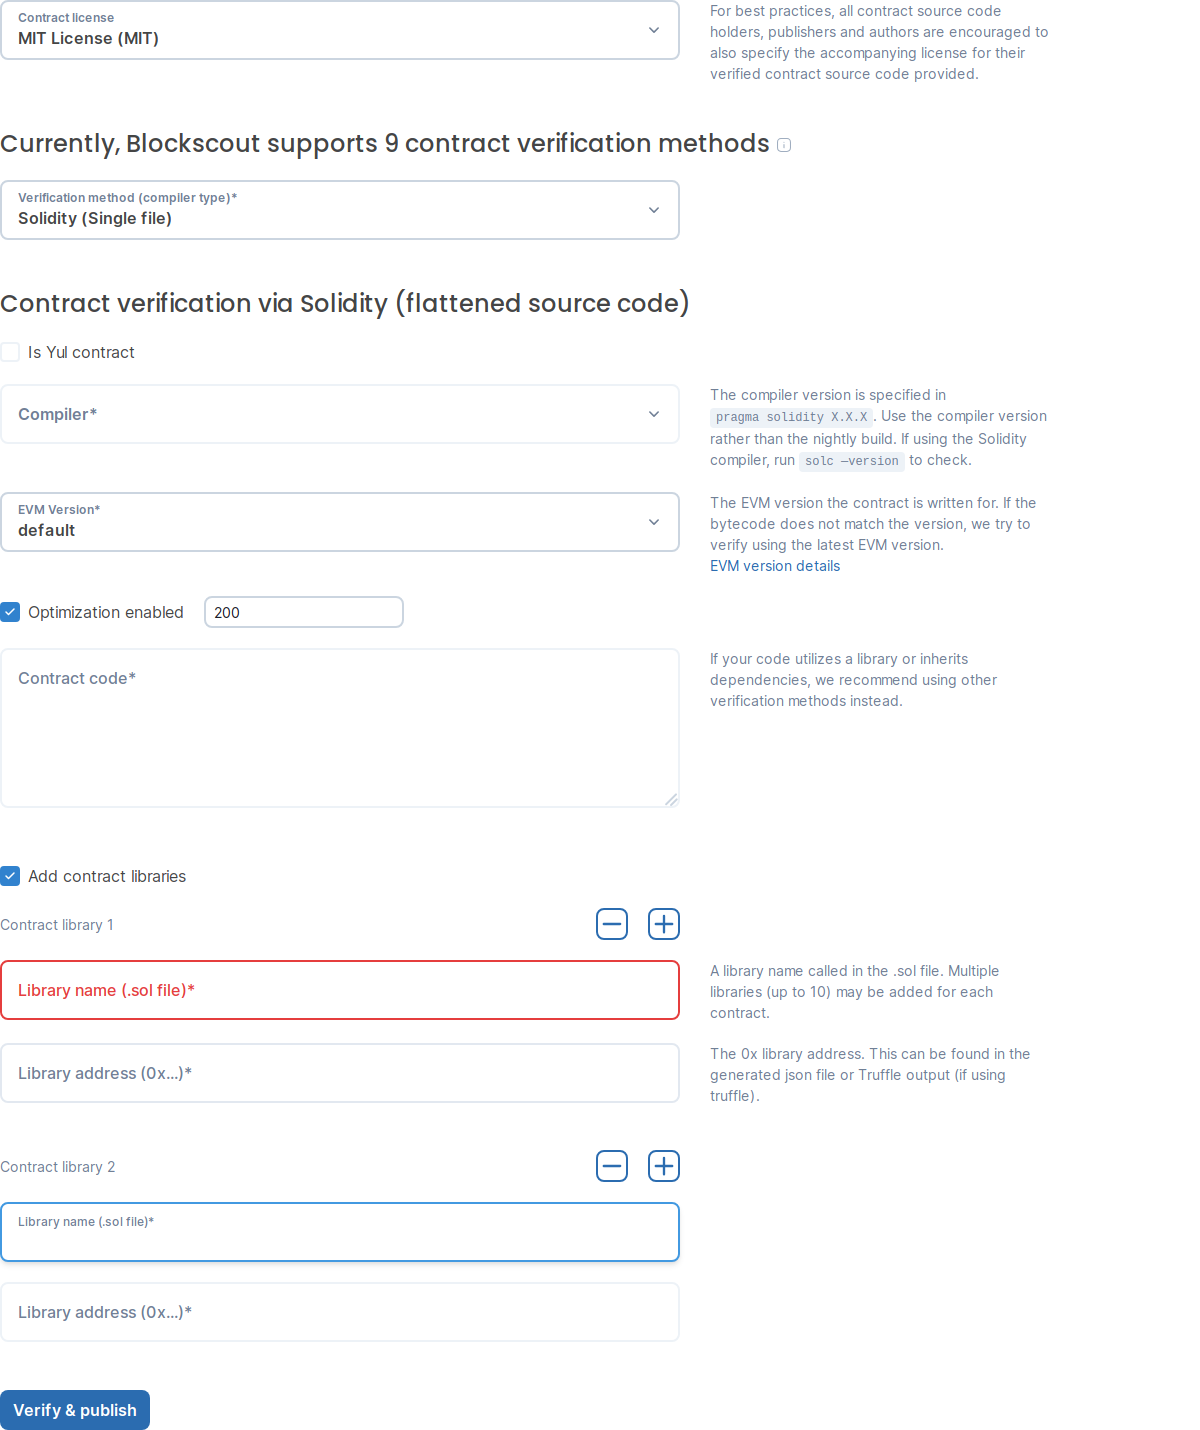 Contract license
MIT License (MIT)
For best practices, all contract source code
holders, publishers and authors are encouraged to
also specify the accompanying license for their
verified contract source code provided.
Currently, Blockscout supports 9 contract verification methods
Verification method (compiler type)*
Solidity (Single file)
Contract verification via Solidity (flattened source code)
Is Yul contract
Compiler*
The compiler version is specified in
pragma solidity X.X.X. Use the compiler version
rather than the nightly build. If using the Solidity
compiler, run solc —version to check.
EVM Version*
default
The EVM version the contract is written for. If the
bytecode does not match the version, we try to
verify using the latest EVM version.
EVM version details
Optimization enabled 200
Contract code*
If your code utilizes a library or inherits
dependencies, we recommend using other
verification methods instead.
Add contract libraries
Contract library 1
Library name (.sol file)*
A library name called in the .sol file. Multiple
libraries (up to 10) may be added for each
contract.
Library address (0x...)*
The 0x library address. This can be found in the
generated json file or Truffle output (if using
truffle).
Contract library 2
Library name (.sol file)*
Library address (0x...)*
Verify & publish